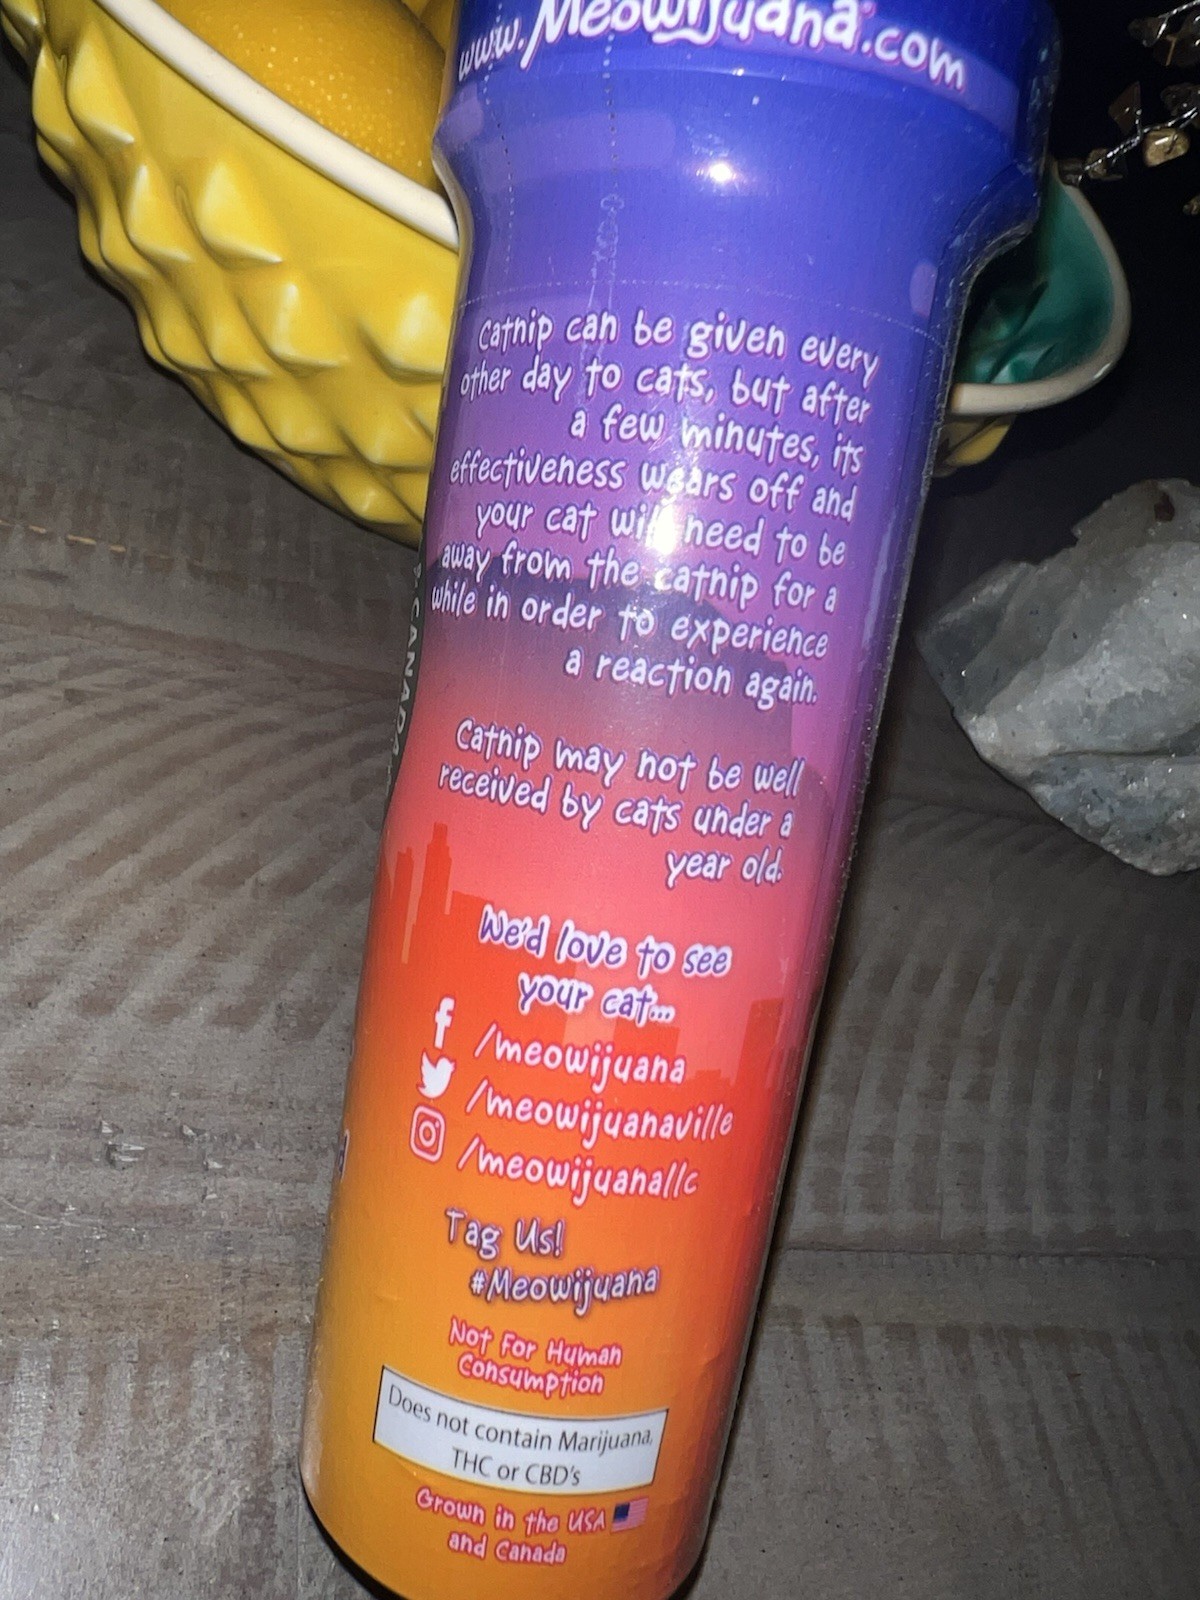 www.Meowijuana.com
Catnip can be given every
other day to cats, but after
a few minutes, its
effectiveness wears off and
your cat will need to be
away from the catnip for a
while in order to experience
a reaction again.
Catnip may not be well
received by cats under a
year old.
We'd love to see
your cat...
/meowijuana
/meowijuanaville
/meowijuanallc
Tag Us!
#Meowijuana
Not For Human
Consumption
Does not contain Marijuana,
THC or CBD's
Grown in the USA
and Canada
CANADA